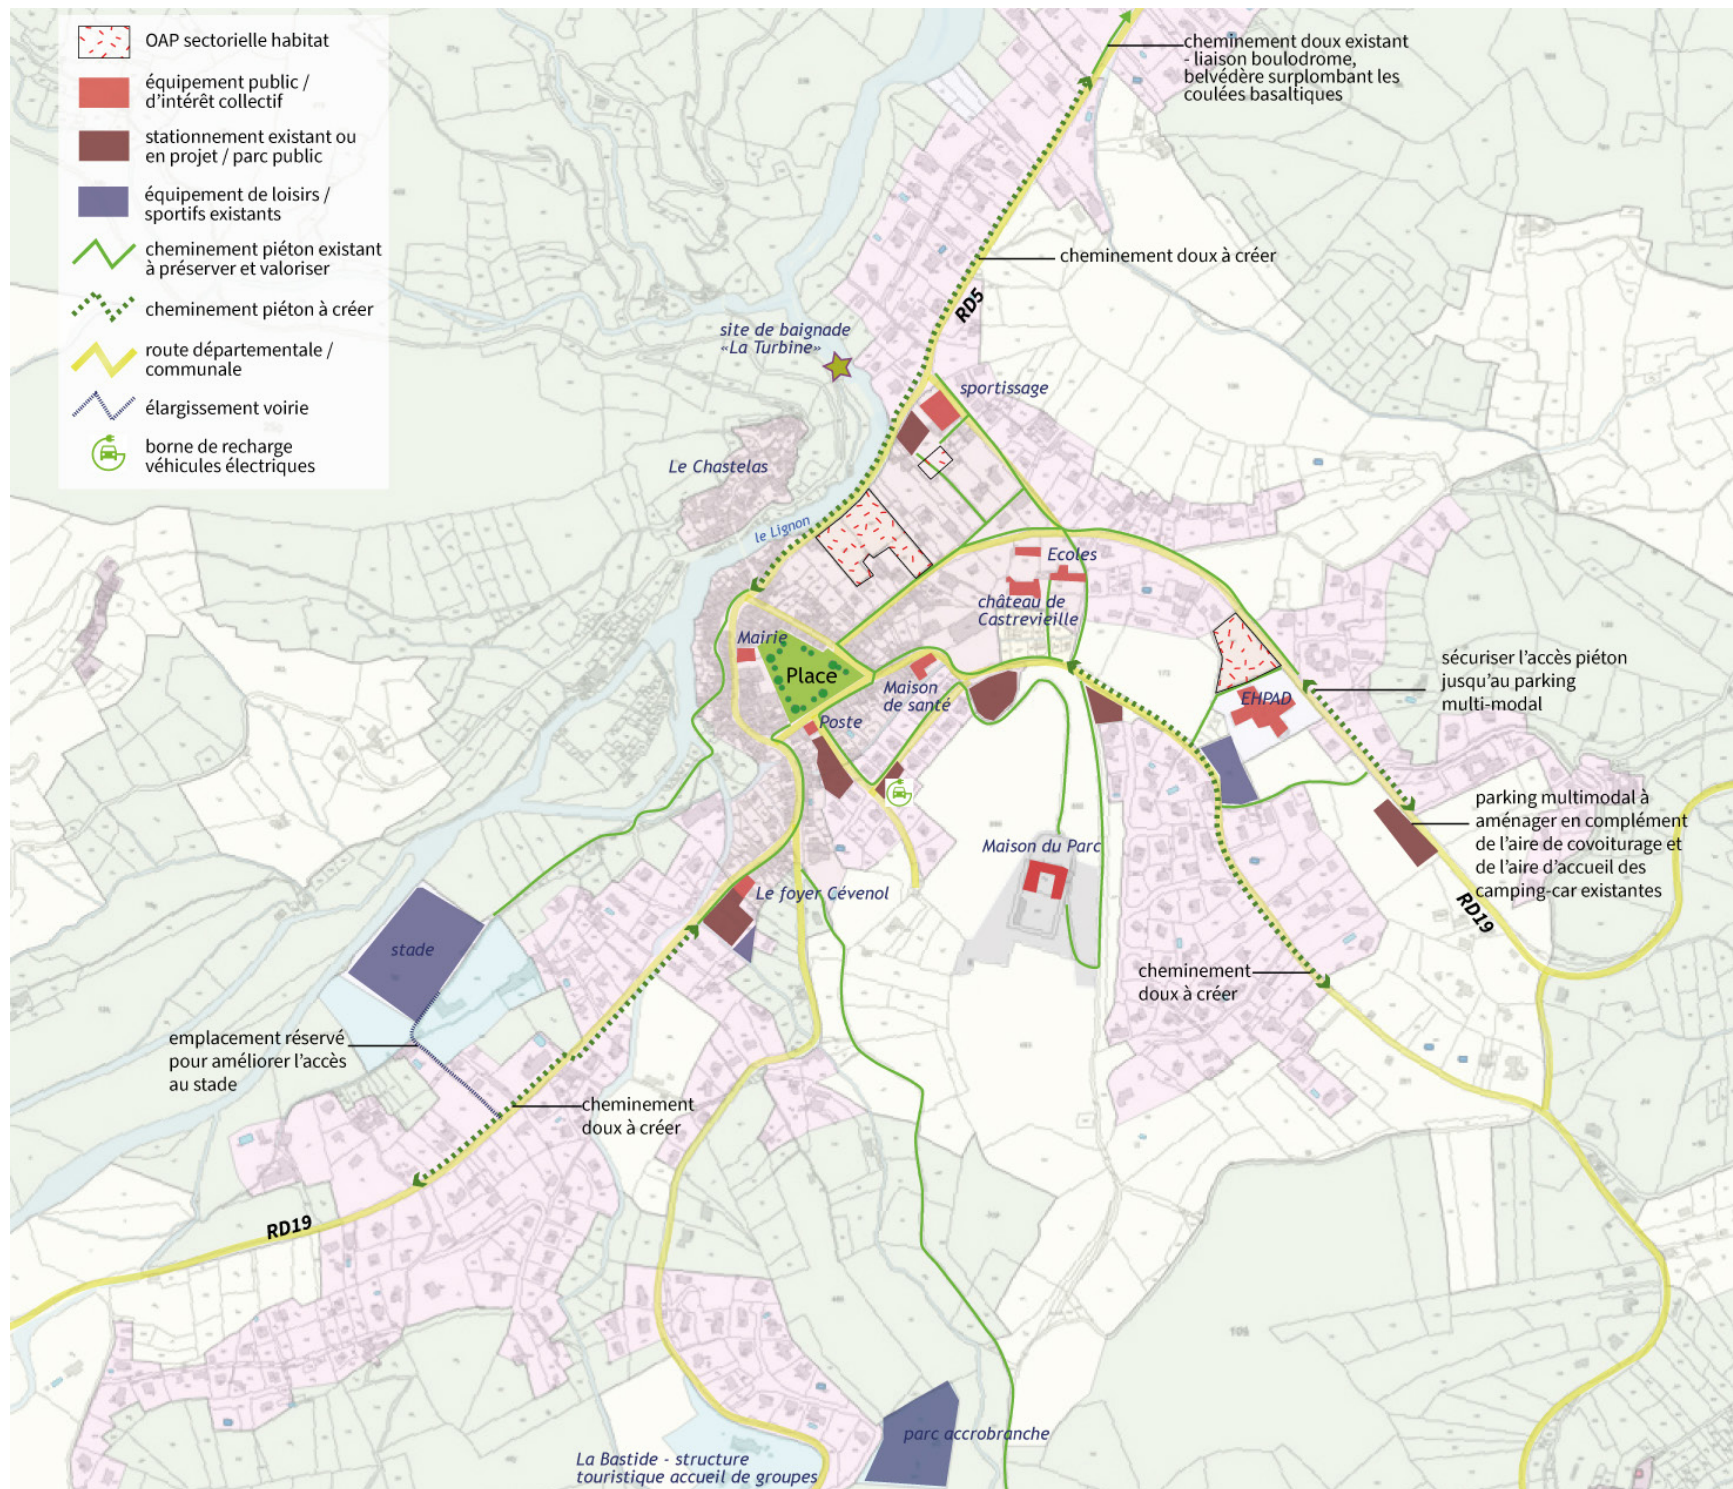 OAP sectorielle habitat
équipement public /
d'intérêt collectif
stationnement existant ou
en projet / parc public
équipement de loisirs /
sportifs existants
cheminement piéton existant
à préserver et valoriser
cheminement piéton à créer
route départementale /
communale
élargissement voirie
borne de recharge
véhicules électriques
cheminement doux existant
- liaison boulodrome,
belvédère surplombant les
coulées basaltiques
cheminement doux à créer
RD5
site de baignade
«La Turbine»
sportissage
Le Chastelas
le Lignon
Ecoles
château de
Castrevieille
Mairie
Place
Maison
de santé
Poste
EHPAD
sécuriser l'accès piéton
jusqu'au parking
multi-modal
parking multimodal à
aménager en complément
de l'aire de covoiturage et
de l'aire d'accueil des
camping-car existantes
RD19
Maison du Parc
Le foyer Cévenol
stade
cheminement
doux à créer
emplacement réservé
pour améliorer l'accès
au stade
cheminement
doux à créer
RD19
parc accrobranche
La Bastide - structure
touristique accueil de groupes